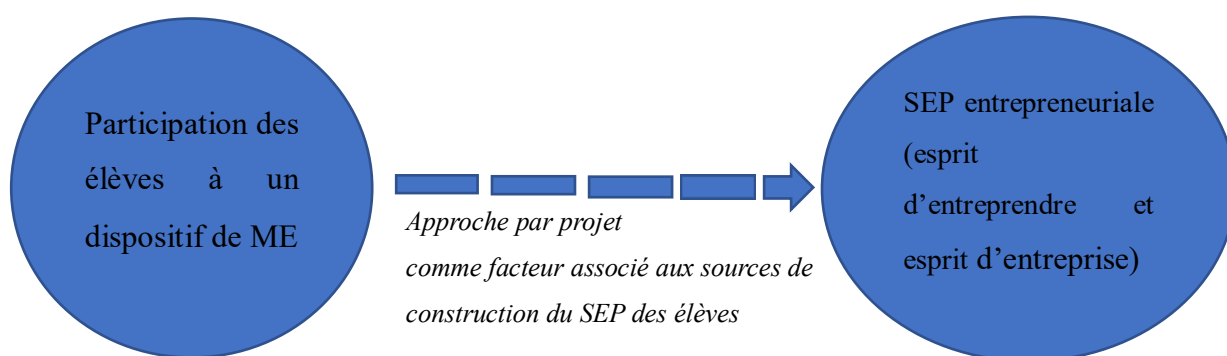 Participation des
élèves à un
dispositif de ME
Approche par projet
comme facteur associé aux sources de
construction du SEP des élèves
SEP entrepreneuriale
(esprit
d’entreprendre et
esprit d’entreprise)